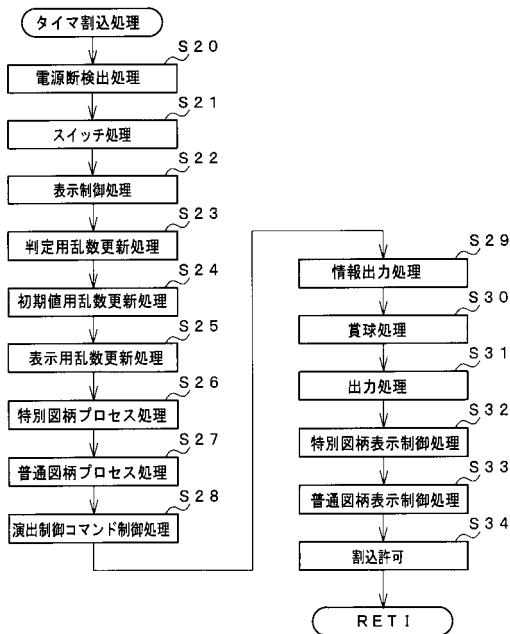 タイマ割込処理
S20
電源断検出処理
S21
スイッチ処理
S22
表示制御処理
S23
判定用乱数更新処理
S24
初期値用乱数更新処理
S25
表示用乱数更新処理
S26
特別図柄プロセス処理
S27
普通図柄プロセス処理
S28
演出制御コマンド制御処理
S29
情報出力処理
S30
賞球処理
S31
出力処理
S32
特別図柄表示制御処理
S33
普通図柄表示制御処理
S34
割込許可
RETI